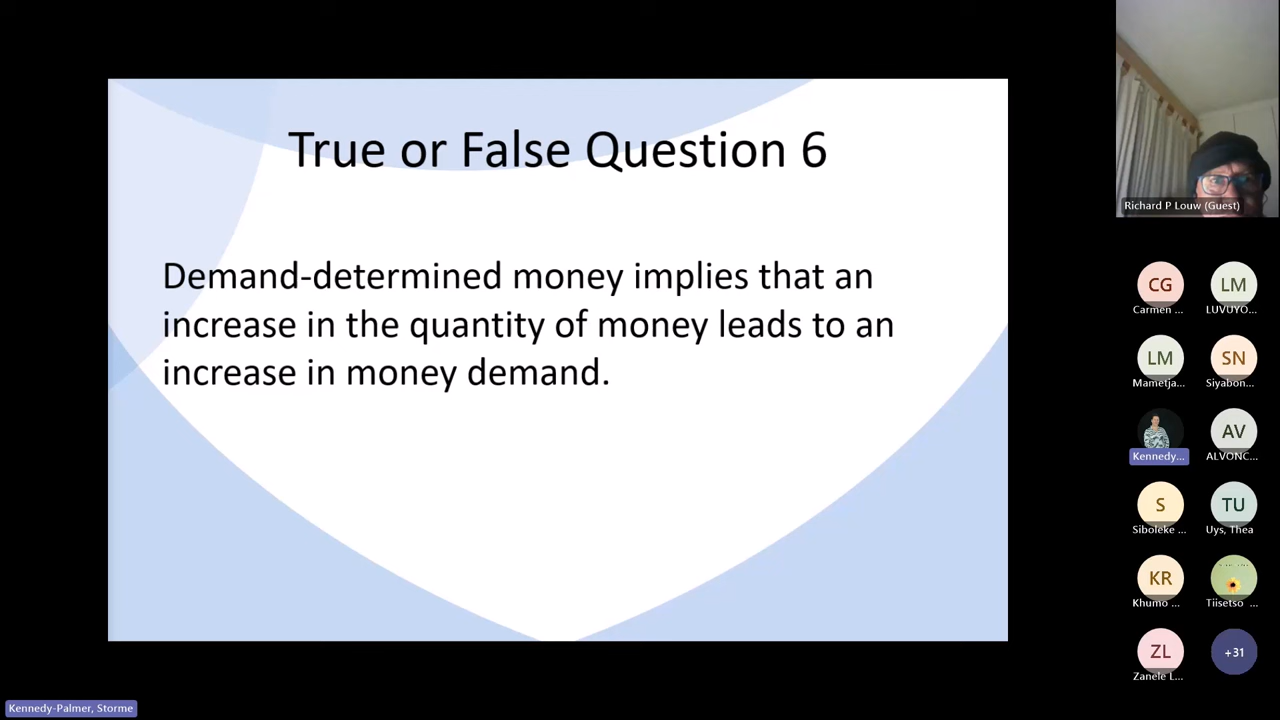 True or False Question 6
Demand-determined money implies that an
increase in the quantity of money leads to an
increase in money demand.
Richard P Louw (Guest)
CG
LM
Carmen ...
LUVUYO...
LM
SN
Mametja...
Siyabon...
AV
Kennedy...
ALVONC...
S
TU
Siboleke ...
Uys, Thea
KR
Khumo ...
Tiisetso ...
ZL
+31
Zanele L...
Kennedy-Palmer, Storme